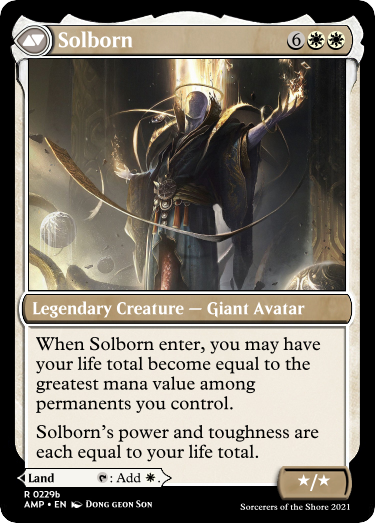 Solborn 6
Legendary Creature — Giant Avatar
When Solborn enter, you may have
your life total become equal to the
greatest mana value among
permanents you control.
Solborn's power and toughness are
each equal to your life total.
Land : Add .
*/*
R 0229b
AMP • EN Dong geon Son
Sorcerers of the Shore 2021